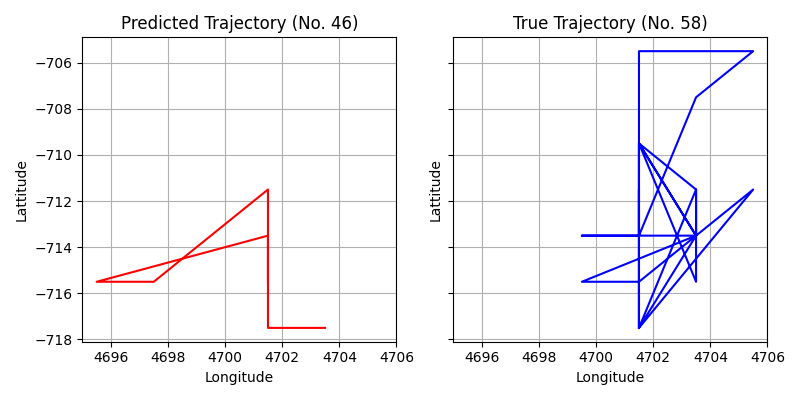 Predicted Trajectory (No. 46)
True Trajectory (No. 58)
−706
−708
−710
−712
−714
−716
−718
Lattitude
Lattitude
4696 4698 4700 4702 4704 4706
4696 4698 4700 4702 4704 4706
Longitude
Longitude